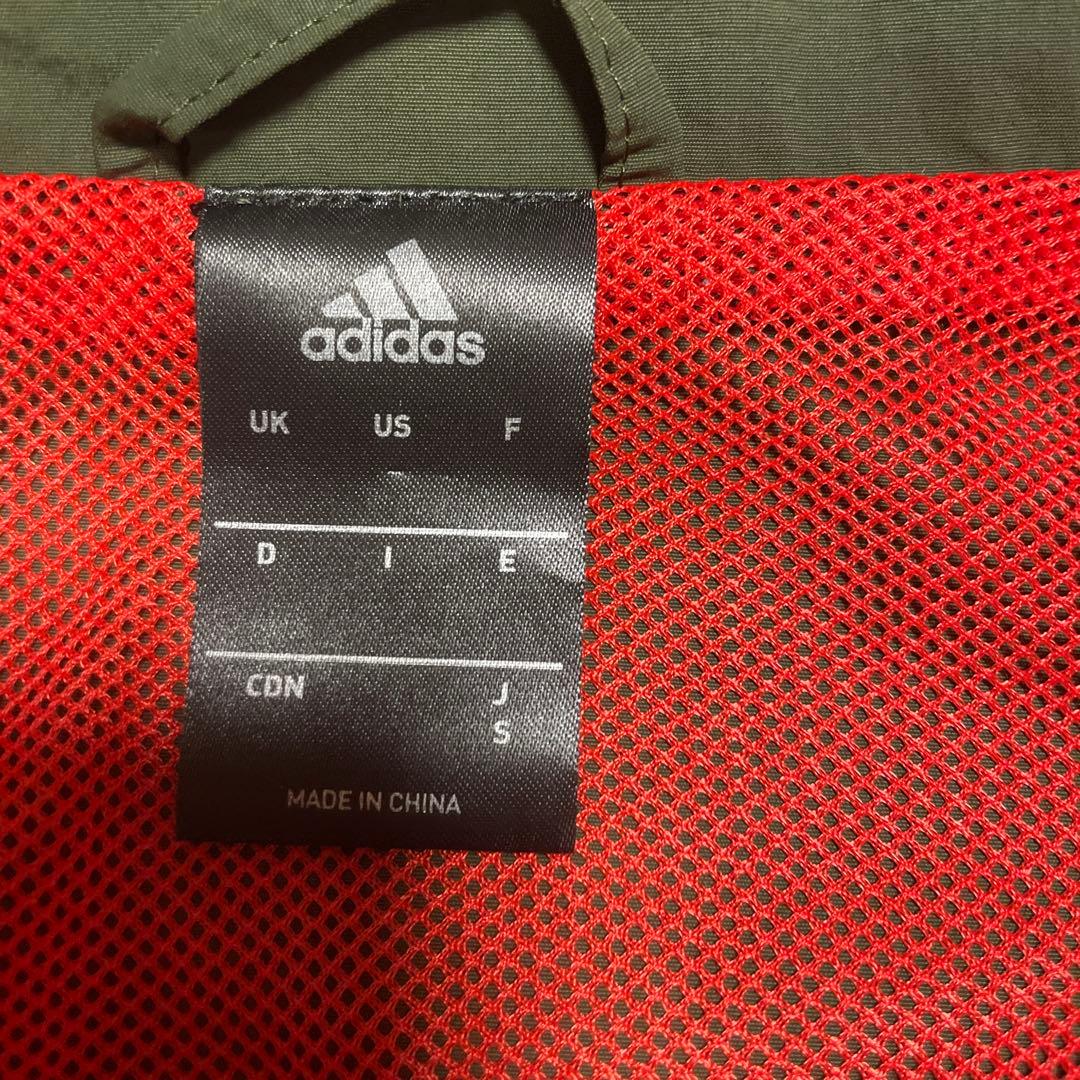 adidas
UK US F
D I E
CDN J
S
MADE IN CHINA